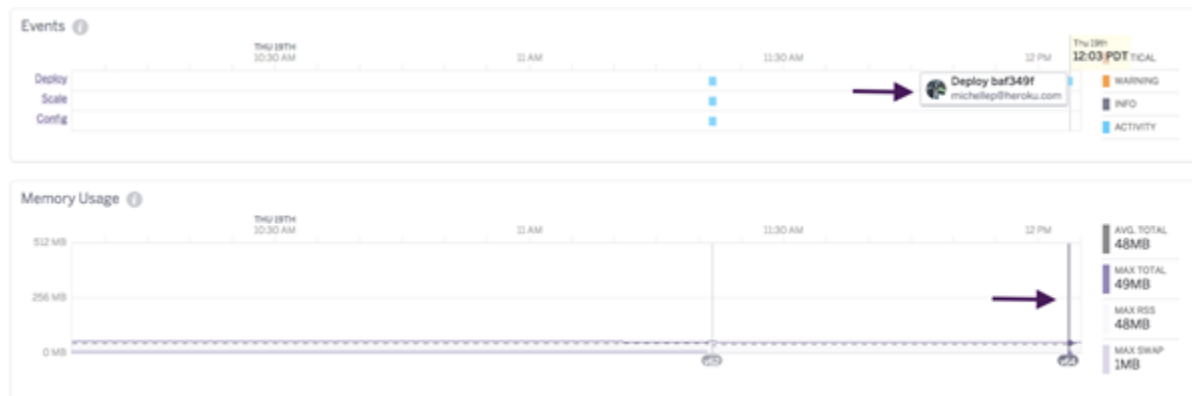 Events
THU 19TH
10:30 AM
11 AM
11:30 AM
12 PM
Thu 19th
12:03 PDT
TICAL
Deploy
Scale
Config
Deploy baf349f
michellep@heroku.com
WARNING
INFO
ACTIVITY
Memory Usage
THU 19TH
10:30 AM
11 AM
11:30 AM
12 PM
512 MB
256 MB
0 MB
AVG. TOTAL
48MB
MAX TOTAL
49MB
MAX RSS
48MB
MAX SWAP
1MB